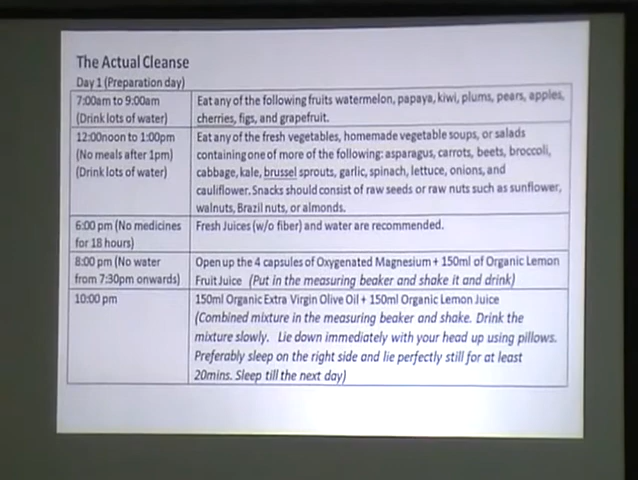 The Actual Cleanse
Day 1 (Preparation day)
7:00am to 9:00am
(Drink lots of water)
Eat any of the following fruits watermelon, papaya, kiwi, plums, pears, apples,
cherries, figs, and grapefruit.
12:00noon to 1:00pm
(No meals after 1pm)
(Drink lots of water)
Eat any of the fresh vegetables, homemade vegetable soups, or salads
containing one of more of the following: asparagus, carrots, beets, broccoli,
cabbage, kale, brussel sprouts, garlic, spinach, lettuce, onions, and
cauliflower. Snacks should consist of raw seeds or raw nuts such as sunflower,
walnuts, Brazil nuts, or almonds.
6:00 pm (No medicines
for 18 hours)
Fresh Juices (w/o fiber) and water are recommended.
8:00 pm (No water
from 7:30pm onwards)
Open up the 4 capsules of Oxygenated Magnesium + 150ml of Organic Lemon
Fruit Juice (Put in the measuring beaker and shake it and drink)
10:00 pm
150ml Organic Extra Virgin Olive Oil + 150ml Organic Lemon Juice
(Combined mixture in the measuring beaker and shake. Drink the
mixture slowly. Lie down immediately with your head up using pillows.
Preferably sleep on the right side and lie perfectly still for at least
20mins. Sleep till the next day)